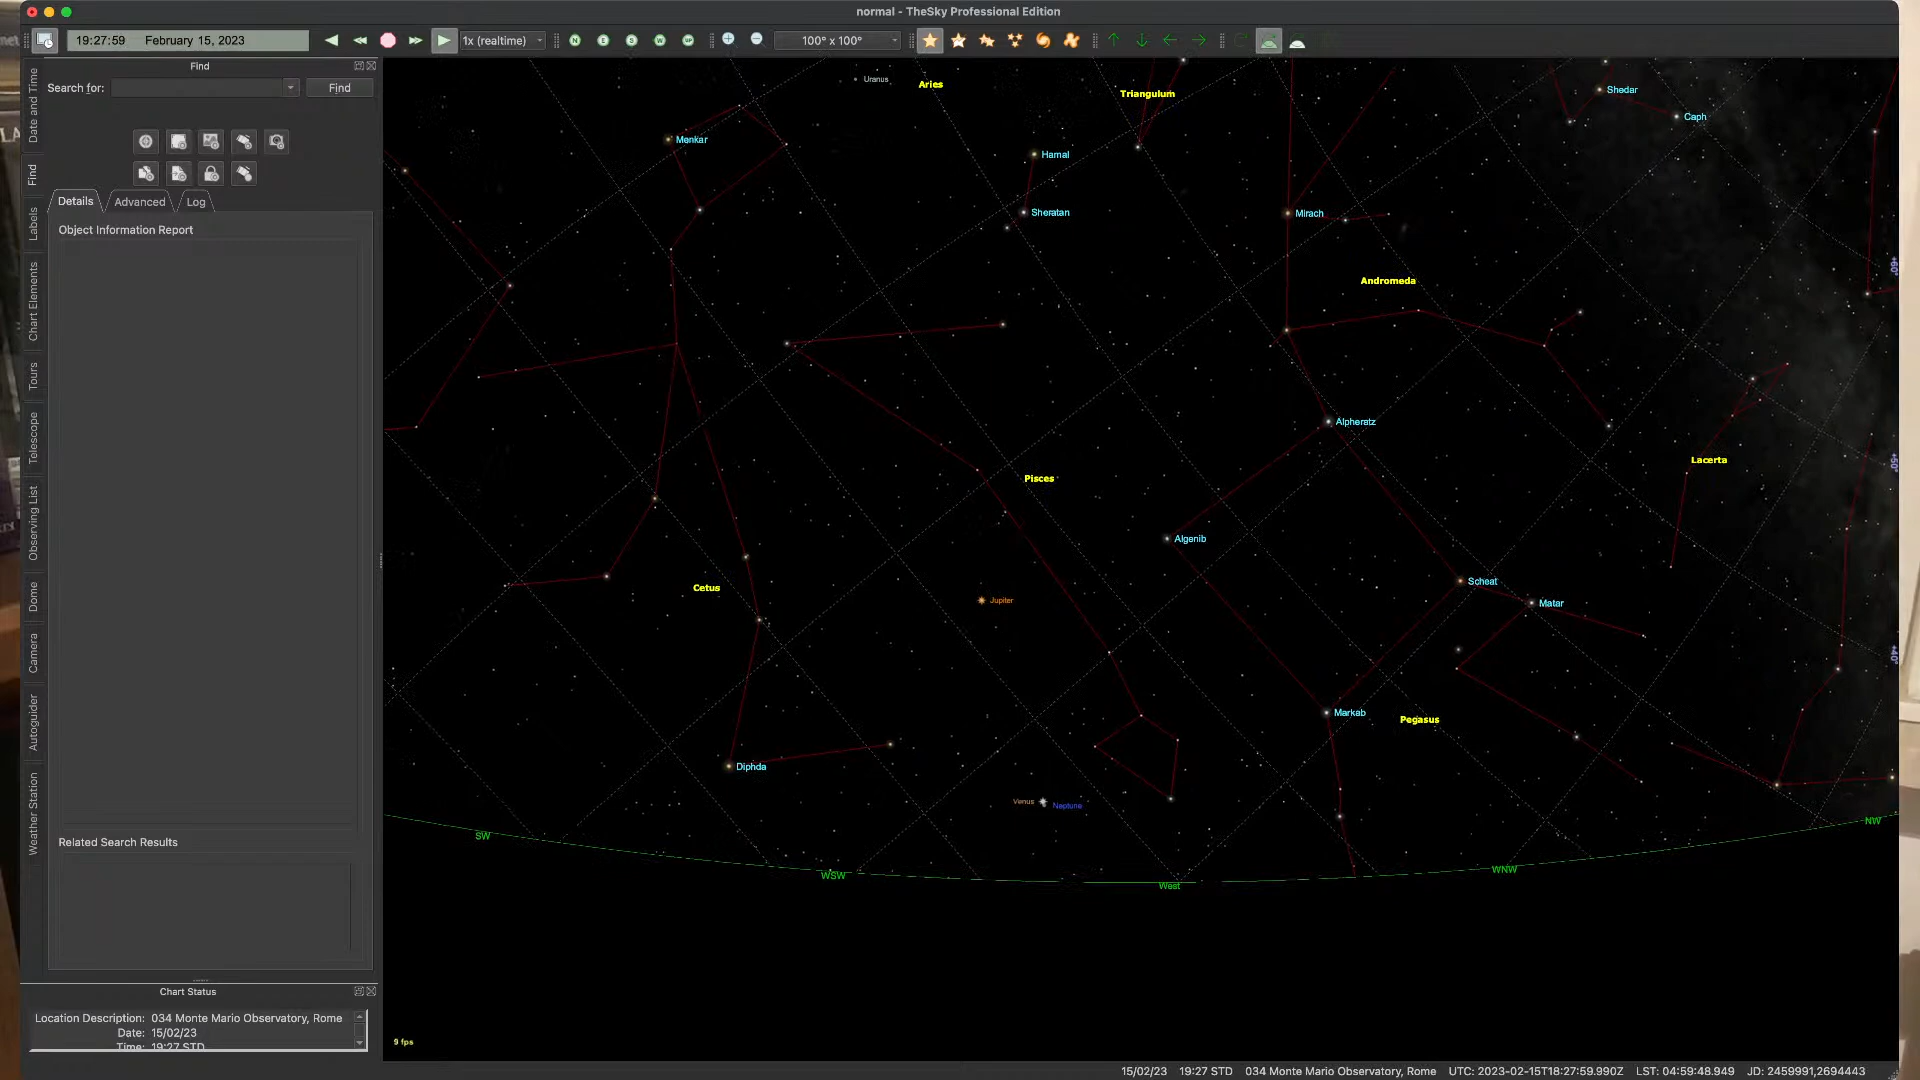 normal - TheSky Professional Edition
19:27:59 February 15, 2023
1x (realtime)
N
E
S
W
100° x 100°
Find
Search for:
Find
Details
Advanced
Log
Object Information Report
Related Search Results
Date and Time
Find
Labels
Chart Elements
Tours
Telescope
Observing List
Dome
Camera
Autoguider
Weather Station
Chart Status
Location Description: 034 Monte Mario Observatory, Rome
Date: 15/02/23
Time: 19:27 STD
Uranus
Aries
Triangulum
Shedar
Caph
Menkar
Hamal
Sheratan
Mirach
Andromeda
Alpheratz
Lacerta
Pisces
Algenib
Scheat
Matar
Cetus
Jupiter
Markab
Pegasus
Diphda
Venus
Neptune
SW
WSW
West
WNW
NW
9 fps
15/02/23 19:27 STD 034 Monte Mario Observatory, Rome UTC: 2023-02-15T18:27:59.990Z LST: 04:59:48.949 JD: 2459991,2694443